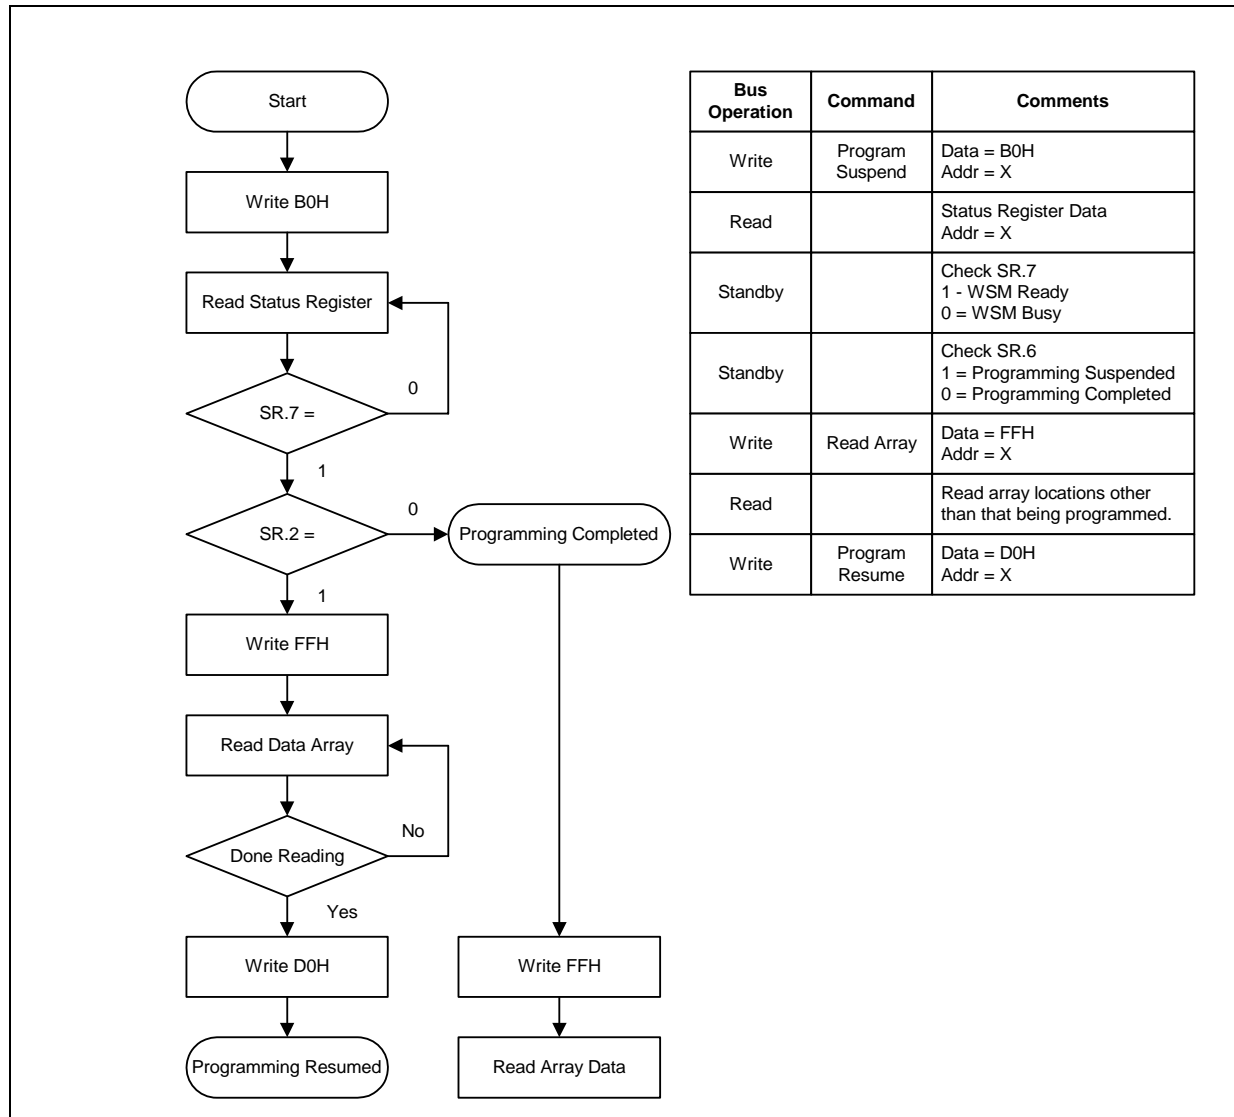 Start
Write B0H
Read Status Register
0
SR.7 =
1
0
SR.2 =
Programming Completed
1
Write FFH
Read Data Array
No
Done Reading
Yes
Write D0H
Write FFH
Programming Resumed
Read Array Data
Bus
Operation
Command
Comments
Write
Program
Suspend
Data = B0H
Addr = X
Read
Status Register Data
Addr = X
Standby
Check SR.7
1 - WSM Ready
0 = WSM Busy
Standby
Check SR.6
1 = Programming Suspended
0 = Programming Completed
Write
Read Array
Data = FFH
Addr = X
Read
Read array locations other
than that being programmed.
Write
Program
Resume
Data = D0H
Addr = X